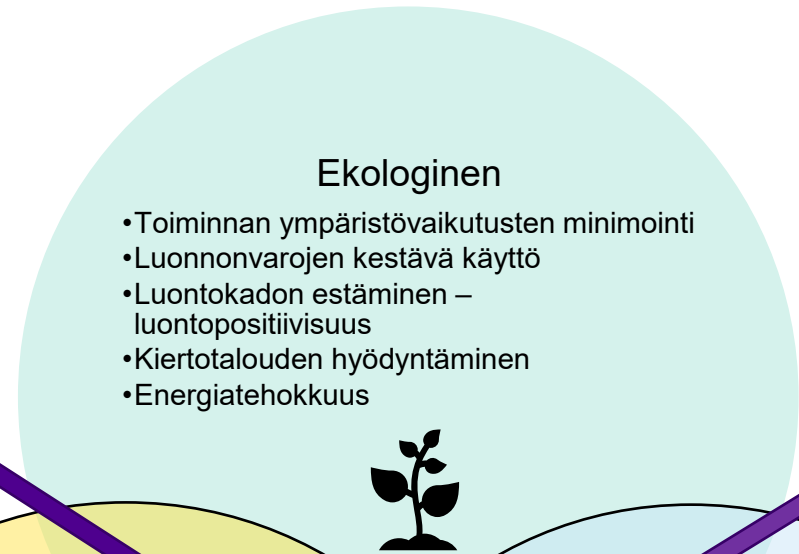 Ekologinen
•Toiminnan ympäristövaikutusten minimointi
•Luonnonvarojen kestävä käyttö
•Luontokadon estäminen –
luontopositiivisuus
•Kiertotalouden hyödyntäminen
•Energiatehokkuus